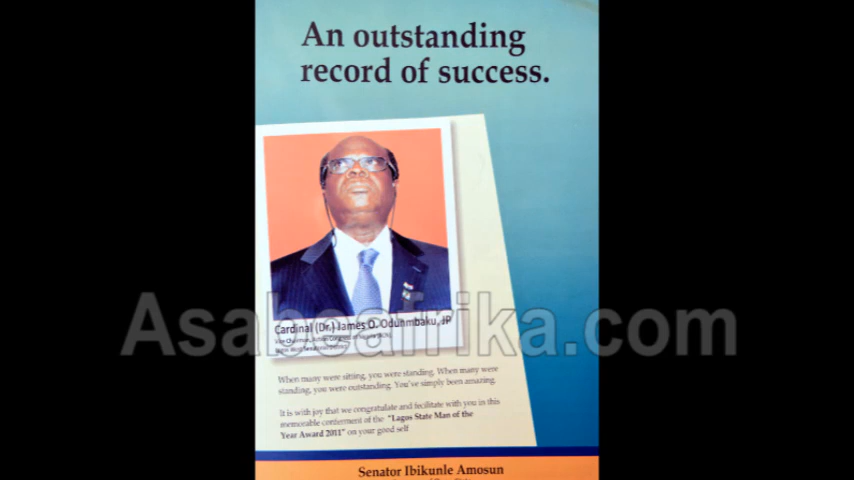 An outstanding
record of success.
Cardinal (Dr.) James O. Odunmbaku, JP
Asabeafrika.com
When many were sitting, you were standing. When many were
standing, you were outstanding. You've simply been amazing.
It is with joy that we congratulate and fecilitate with you in this
memorable conferment of the "Lagos State Man of the
Year Award 2011" on your good self
Senator Ibikunle Amosun